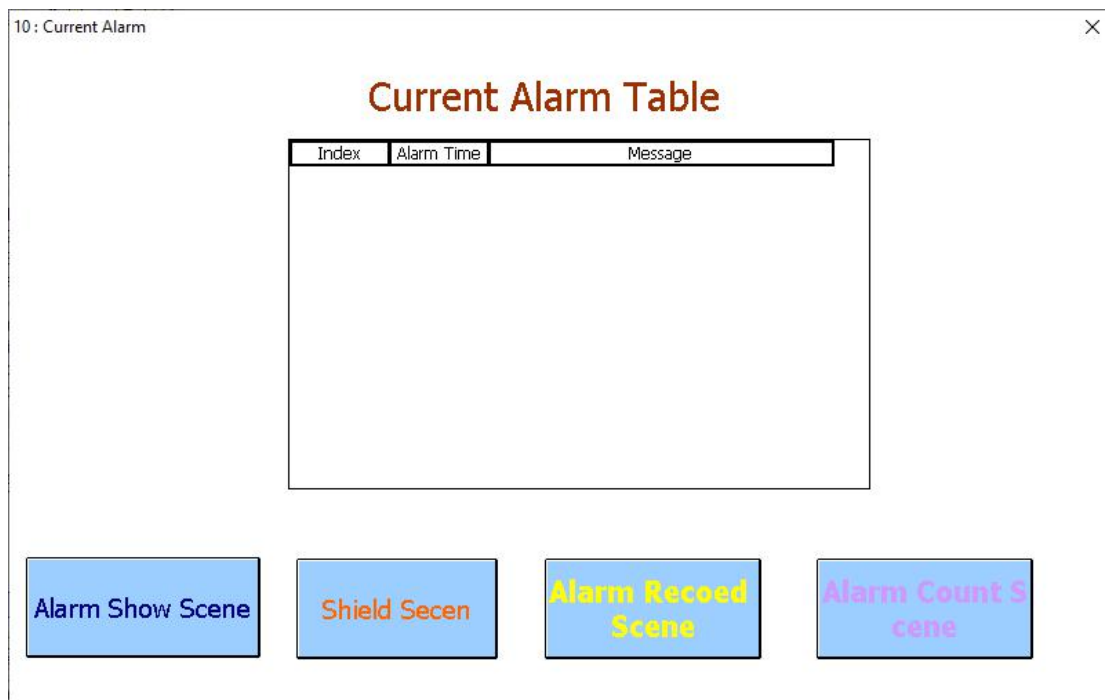 10 : Current Alarm
Current Alarm Table
Index Alarm Time Message
Alarm Show Scene
Shield Secen
Alarm Recoed
Scene
Alarm Count S
cene